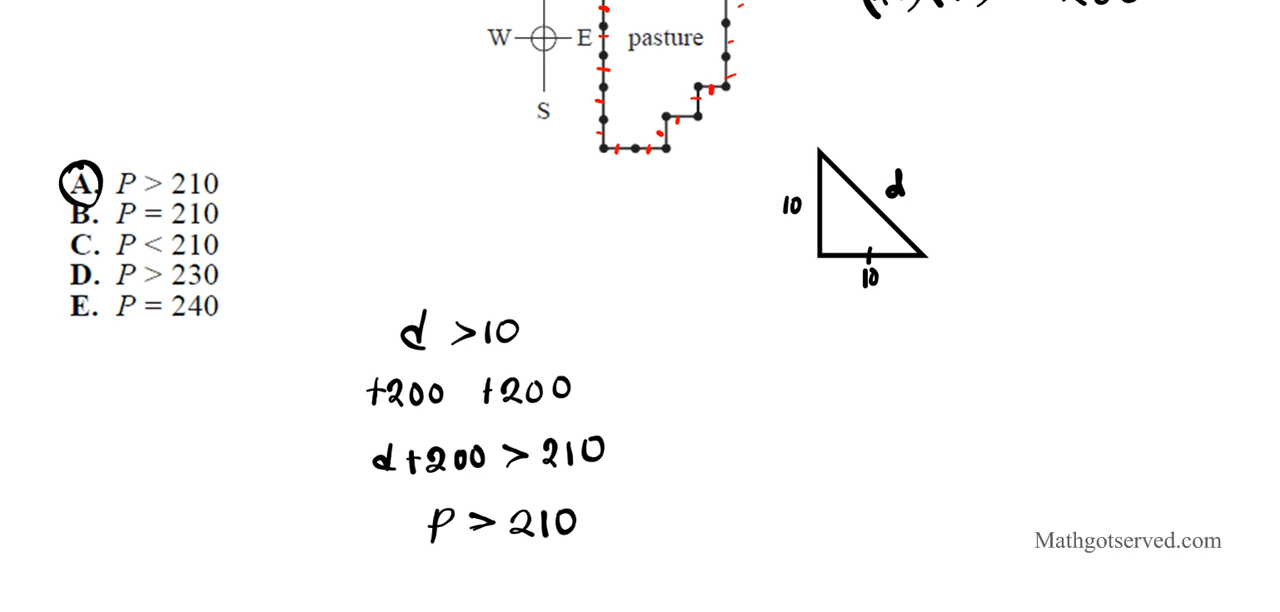 W E pasture
S
A. P > 210
B. P = 210
C. P < 210
D. P > 230
E. P = 240
10 d
10
d > 10
+200 +200
d + 200 > 210
P > 210
Mathgotserved.com